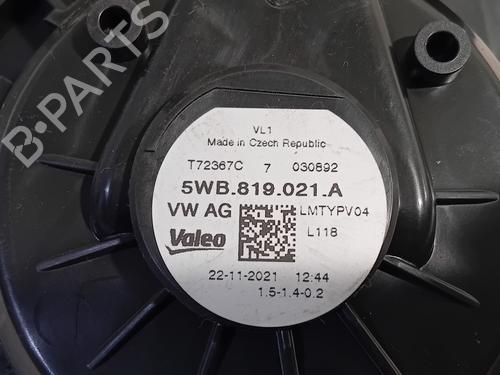 B-PARTS
VL1
Made in Czech Republic
T72367C 7 030892
5WB.819.021.A
VW AG LMTYPV04
Valeo L118
22-11-2021 12:44
1.5-1.4-0.2